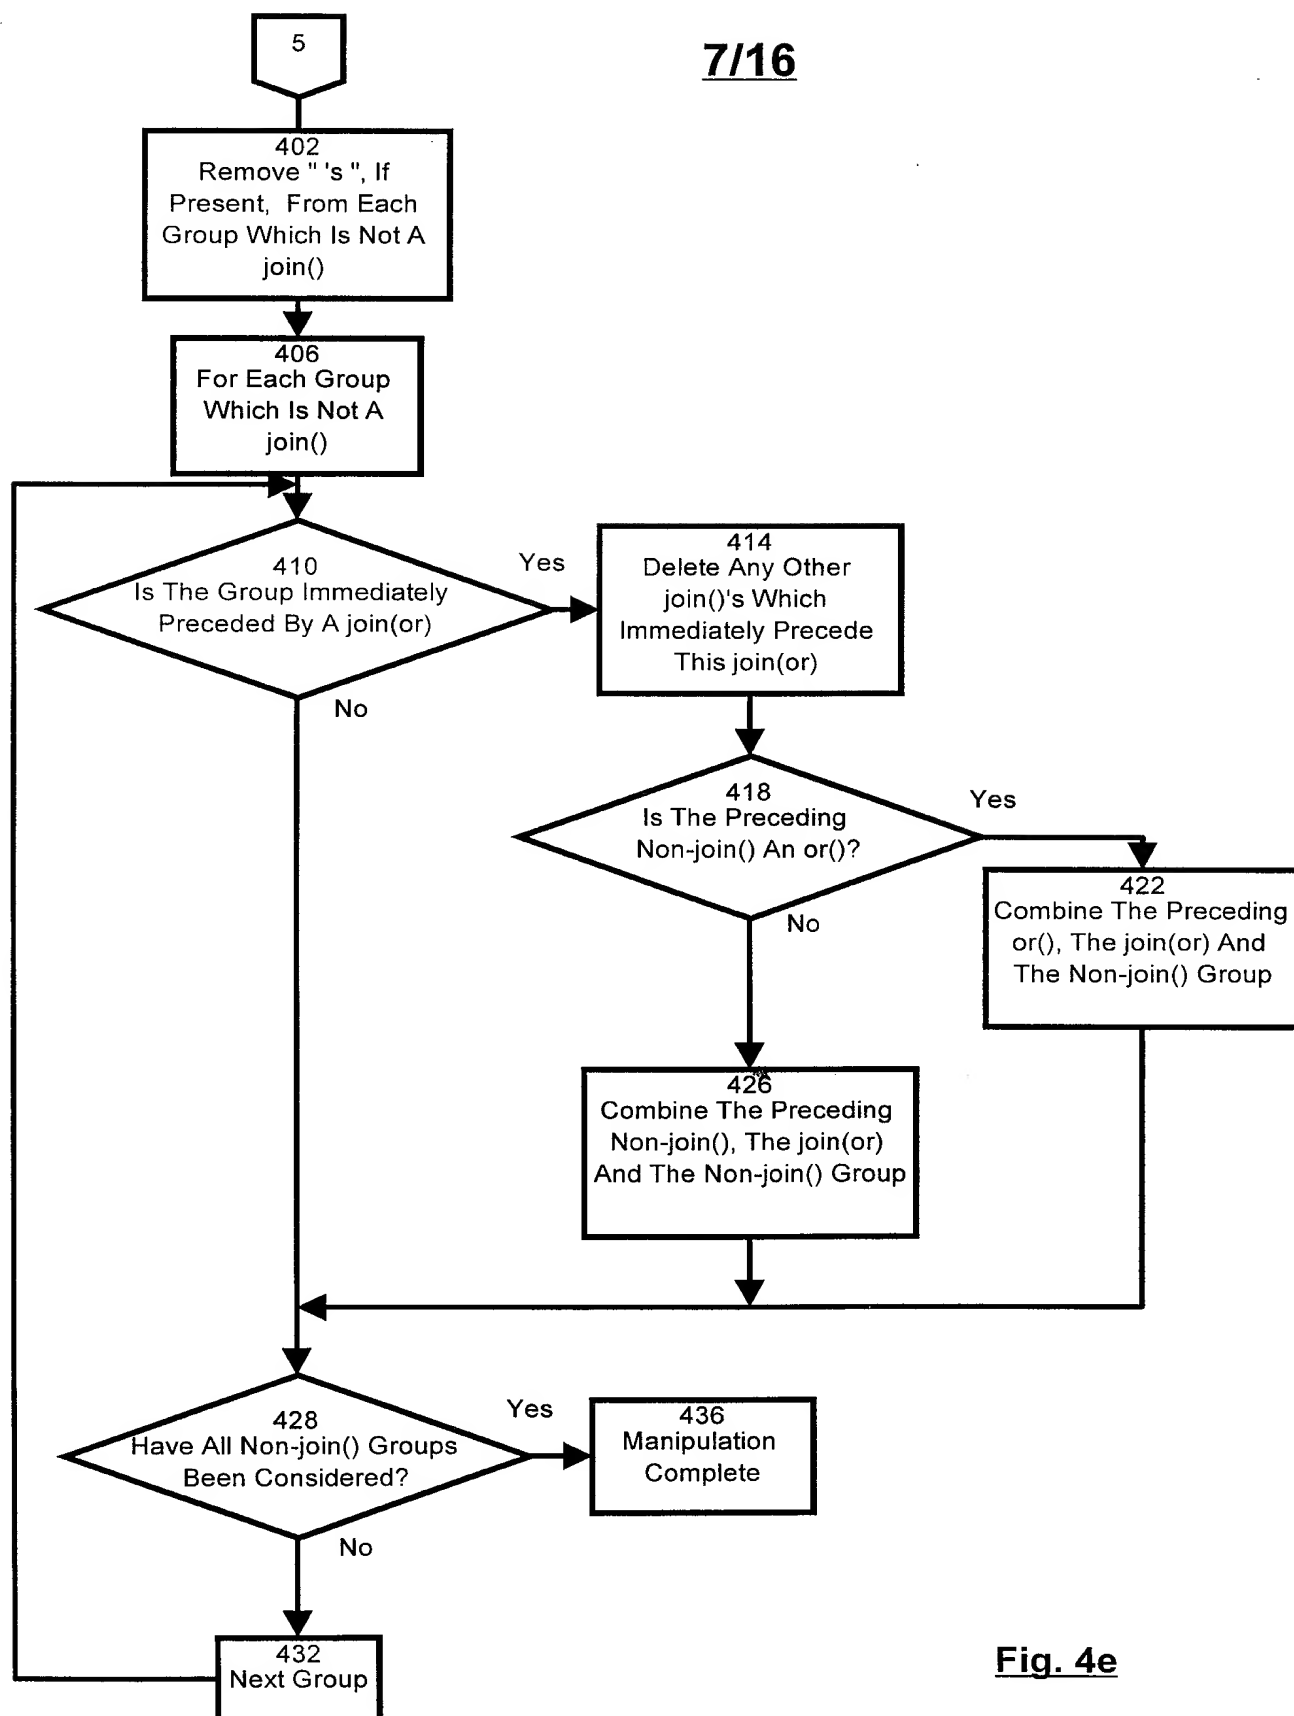 5
7/16
402
Remove " 's ", If
Present, From Each
Group Which Is Not A
join()
406
For Each Group
Which Is Not A
join()
410
Is The Group Immediately
Preceded By A join(or)
Yes
No
414
Delete Any Other
join()'s Which
Immediately Precede
This join(or)
418
Is The Preceding
Non-join() An or()?
Yes
No
422
Combine The Preceding
or(), The join(or) And
The Non-join() Group
426
Combine The Preceding
Non-join(), The join(or)
And The Non-join() Group
428
Have All Non-join() Groups
Been Considered?
Yes
No
436
Manipulation
Complete
432
Next Group
Fig. 4e